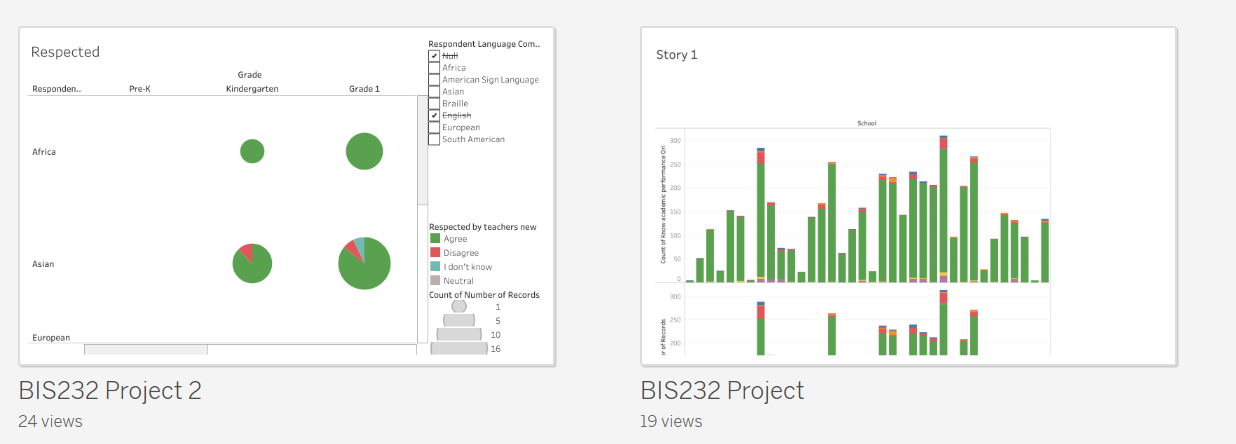 Respected
Grade
Responden..
Pre-K
Kindergarten
Grade 1
Africa
Asian
European
Respondent Language Com..
Null
Africa
American Sign Language
Asian
Braille
English
European
South American
Respected by teachers new
Agree
Disagree
I don't know
Neutral
Count of Number of Records
1
5
10
16
BIS232 Project 2
24 views
Story 1
School
Count of Know academic performance Ori
300
250
200
150
100
50
0
r of Records
300
250
200
BIS232 Project
19 views